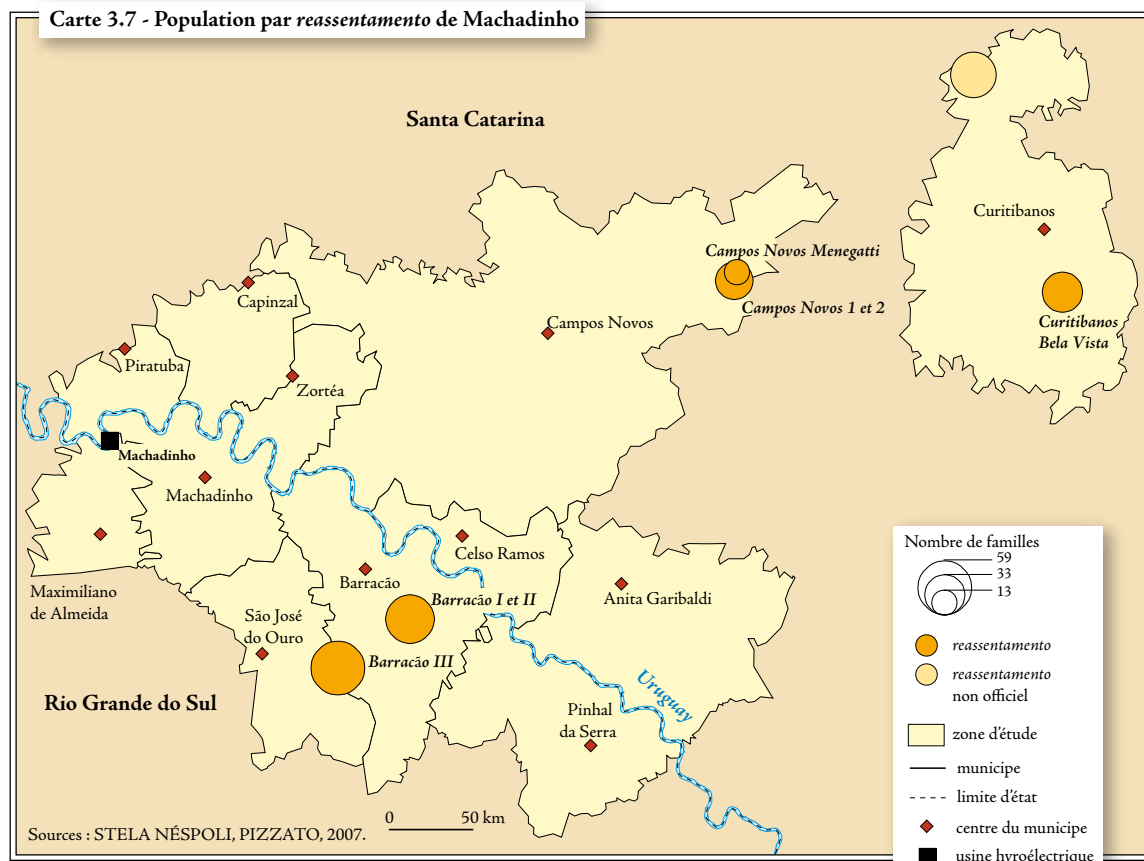 Carte 3.7 - Population par reassentamento de Machadinho
Santa Catarina
Curitibanos
Campos Novos Menegatti
Capinzal
Campos Novos 1 et 2
Curitibanos
Bela Vista
Campos Novos
Piratuba
Zortéa
Machadinho
Machadinho
Celso Ramos
Barracão
Maximiliano
de Almeida
Barracão I et II
Anita Garibaldi
São José
do Ouro
Barracão III
Rio Grande do Sul
Uruguay
Pinhal
da Serra
0 50 km
Sources : STELA NÉSPOLI, PIZZATO, 2007.
Nombre de familles
59
33
13
reassentamento
reassentamento
non officiel
zone d'étude
municipe
limite d'état
centre du municipe
usine hyroélectrique